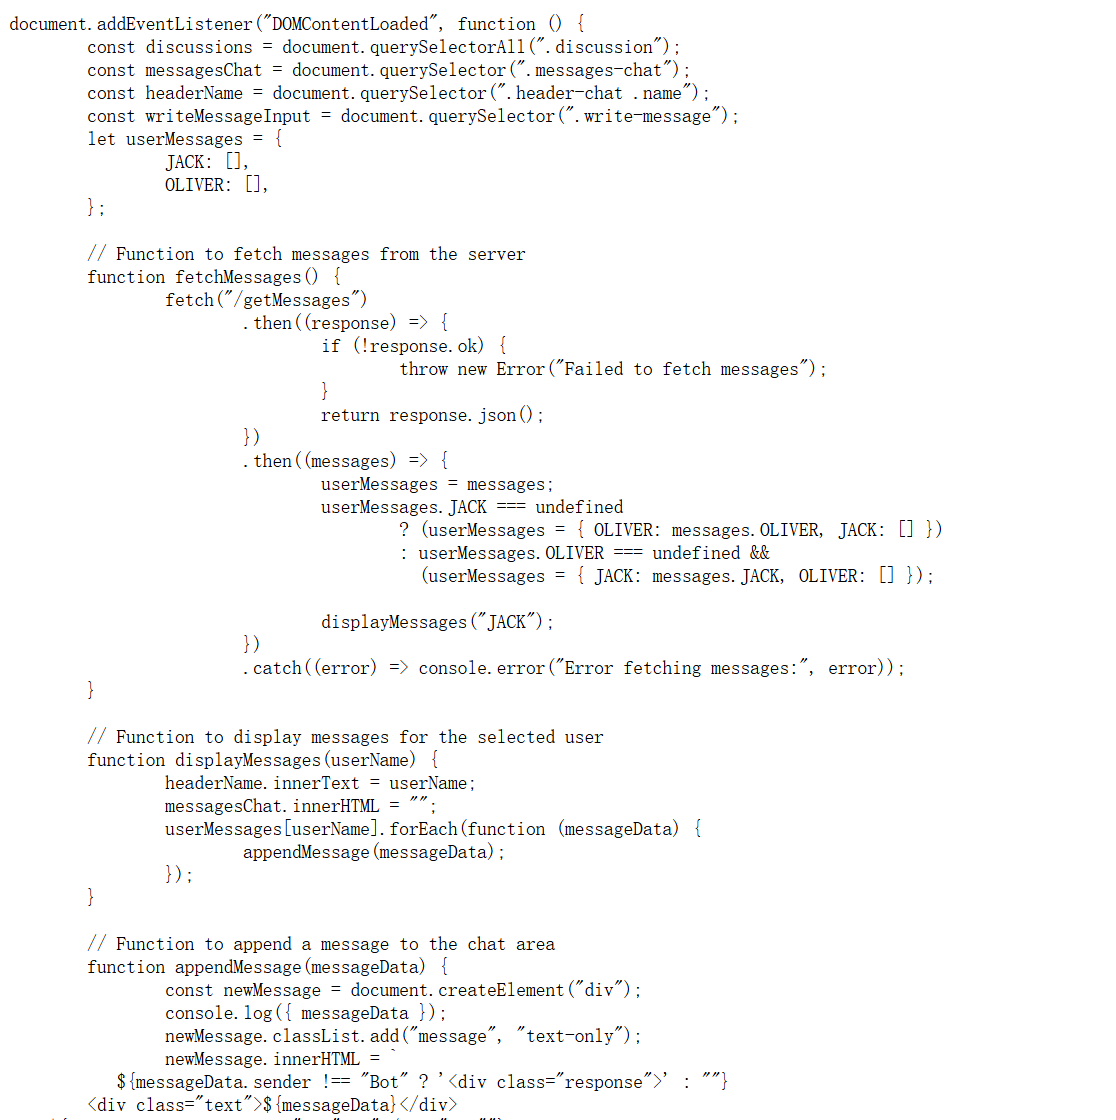 document.addEventListener("DOMContentLoaded", function () {
const discussions = document.querySelectorAll(".discussion");
const messagesChat = document.querySelector(".messages-chat");
const headerName = document.querySelector(".header-chat .name");
const writeMessageInput = document.querySelector(".write-message");
let userMessages = {
JACK: [],
OLIVER: [],
};
// Function to fetch messages from the server
function fetchMessages() {
fetch("/getMessages")
.then((response) => {
if (!response.ok) {
throw new Error("Failed to fetch messages");
}
return response.json();
})
.then((messages) => {
userMessages = messages;
userMessages.JACK === undefined
? (userMessages = { OLIVER: messages.OLIVER, JACK: [] })
: userMessages.OLIVER === undefined &&
(userMessages = { JACK: messages.JACK, OLIVER: [] });
displayMessages("JACK");
})
.catch((error) => console.error("Error fetching messages:", error));
}
// Function to display messages for the selected user
function displayMessages(userName) {
headerName.innerText = userName;
messagesChat.innerHTML = "";
userMessages[userName].forEach(function (messageData) {
appendMessage(messageData);
});
}
// Function to append a message to the chat area
function appendMessage(messageData) {
const newMessage = document.createElement("div");
console.log({ messageData });
newMessage.classList.add("message", "text-only");
newMessage.innerHTML = `
${messageData.sender !== "Bot" ? '<div class="response">' : ""}
<div class="text">${messageData}</div>